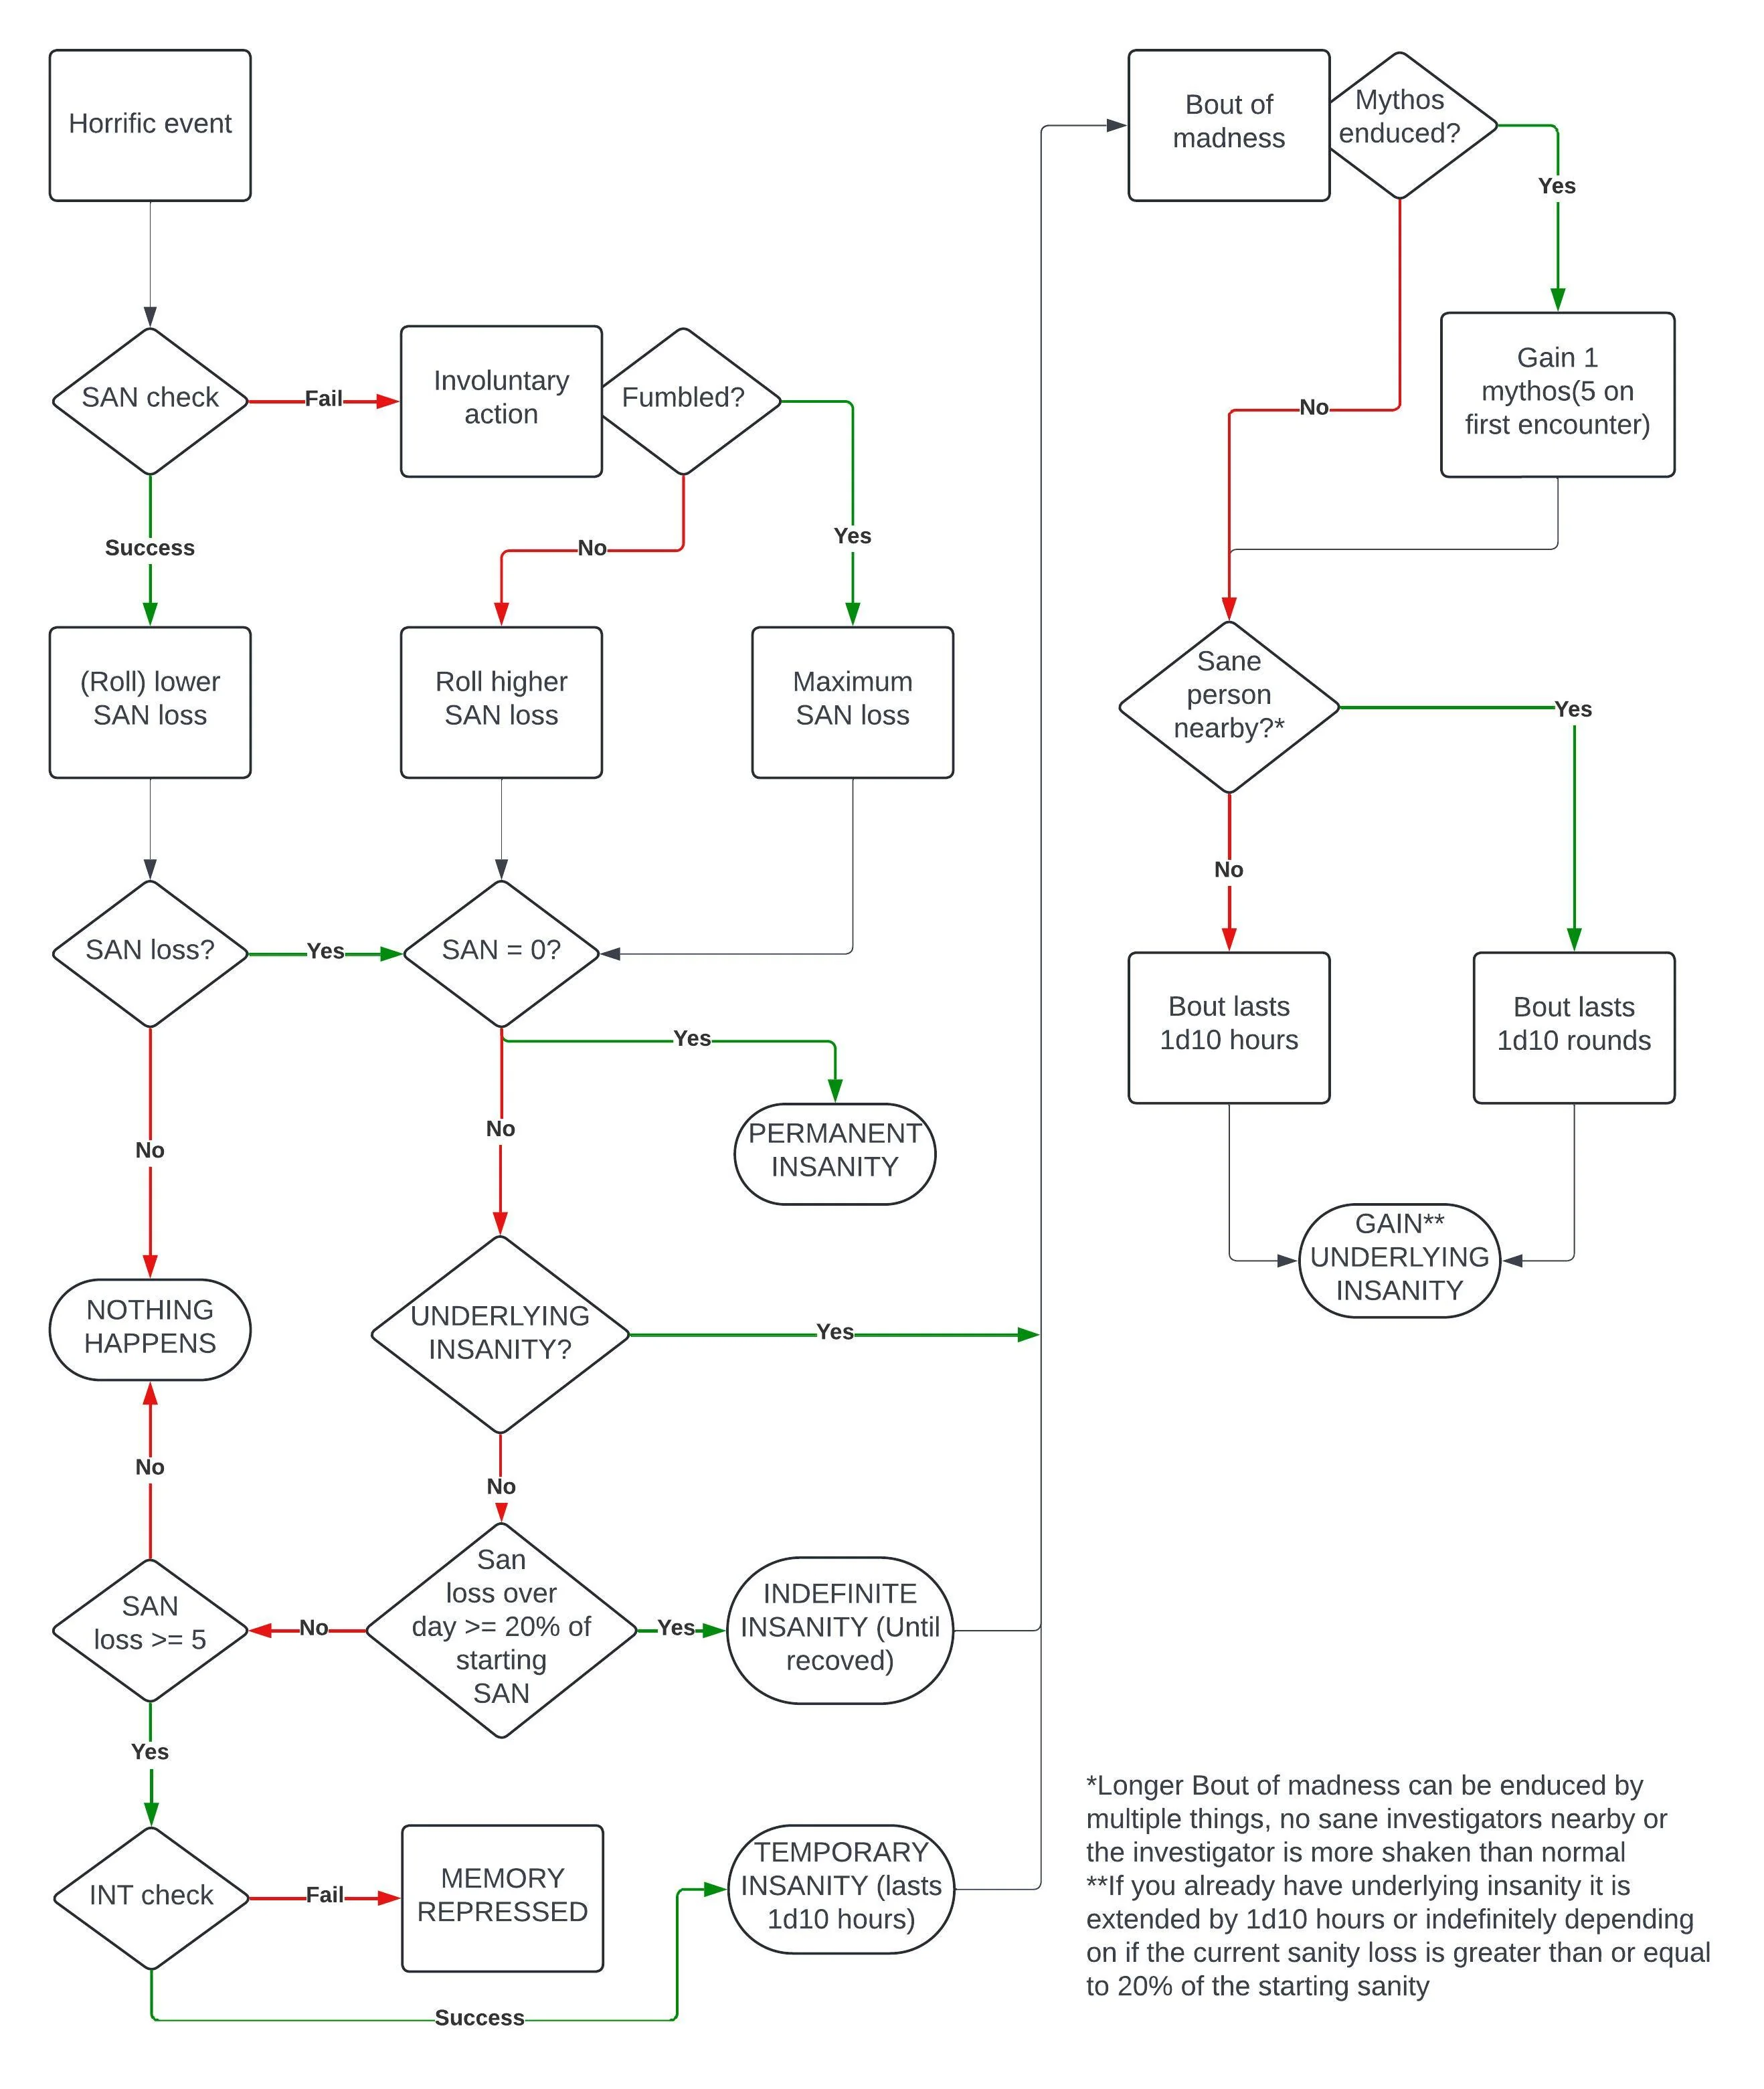 Horrific event
Bout of
madness
Mythos
enduced?
Yes
SAN check
Fail
Involuntary
action
Fumbled?
Gain 1
mythos(5 on
first encounter)
No
Success
No
Yes
(Roll) lower
SAN loss
Roll higher
SAN loss
Maximum
SAN loss
Sane
person
nearby?*
Yes
No
SAN loss?
Yes
SAN = 0?
Bout lasts
1d10 hours
Bout lasts
1d10 rounds
Yes
No
No
PERMANENT
INSANITY
GAIN**
UNDERLYING
INSANITY
NOTHING
HAPPENS
UNDERLYING
INSANITY?
Yes
No
No
SAN
loss >= 5
No
San
loss over
day >= 20% of
starting
SAN
Yes
INDEFINITE
INSANITY (Until
recoved)
Yes
INT check
Fail
MEMORY
REPRESSED
TEMPORARY
INSANITY (lasts
1d10 hours)
Success
*Longer Bout of madness can be enduced by
multiple things, no sane investigators nearby or
the investigator is more shaken than normal
**If you already have underlying insanity it is
extended by 1d10 hours or indefinitely depending
on if the current sanity loss is greater than or equal
to 20% of the starting sanity